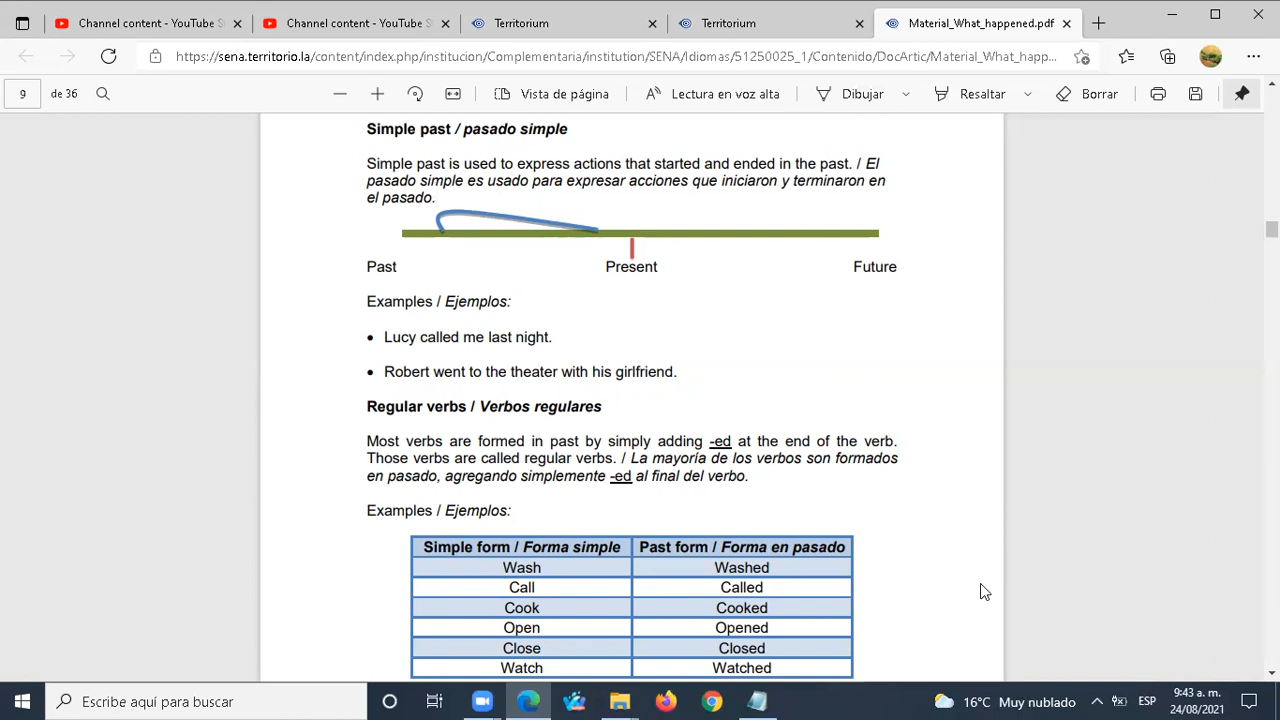 Channel content - YouTube S
Channel content - YouTube S
Territorium
Territorium
Material_What_happened.pdf
https://sena.territorio.la/content/index.php/institucion/Complementaria/institution/SENA/Idiomas/51250025_1/Contenido/DocArtic/Material_What_happ...
9 de 36
Vista de página
Lectura en voz alta
Dibujar
Resaltar
Borrar
Simple past / pasado simple
Simple past is used to express actions that started and ended in the past. / El
pasado simple es usado para expresar acciones que iniciaron y terminaron en
el pasado.
Past Present Future
Examples / Ejemplos:
• Lucy called me last night.
• Robert went to the theater with his girlfriend.
Regular verbs / Verbos regulares
Most verbs are formed in past by simply adding -ed at the end of the verb.
Those verbs are called regular verbs. / La mayoría de los verbos son formados
en pasado, agregando simplemente -ed al final del verbo.
Examples / Ejemplos:
Simple form / Forma simple Past form / Forma en pasado
Wash Washed
Call Called
Cook Cooked
Open Opened
Close Closed
Watch Watched
Escribe aquí para buscar
16°C Muy nublado
ESP
9:43 a. m.
24/08/2021